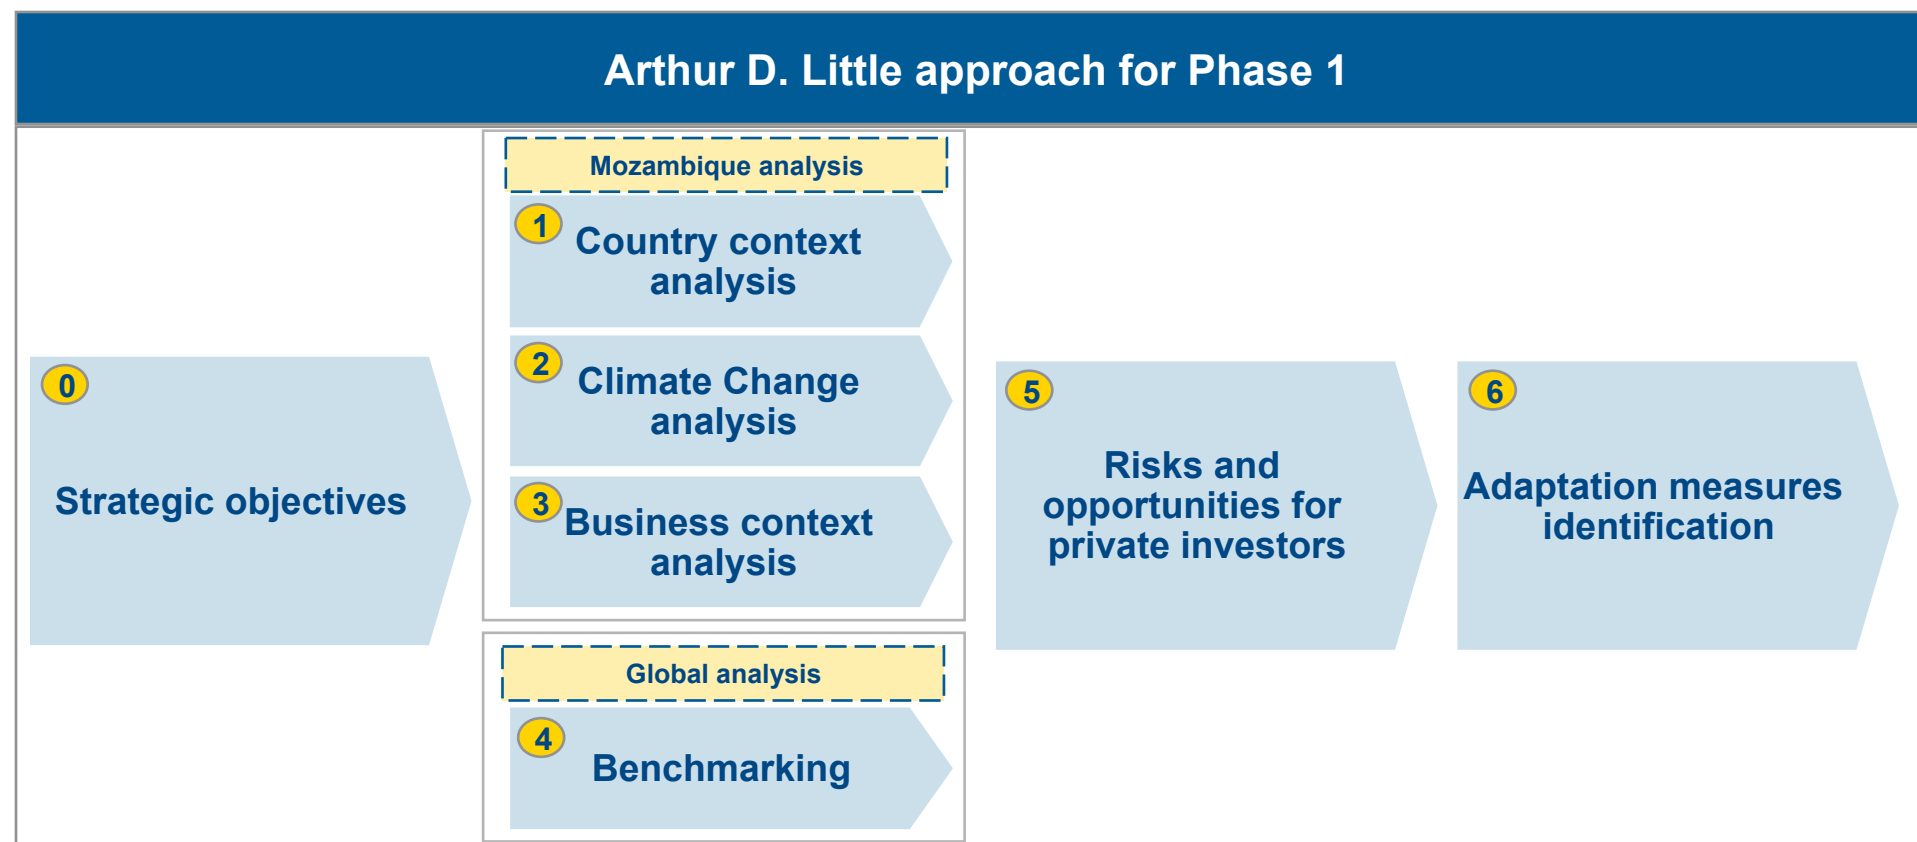 Arthur D. Little approach for Phase 1
0
Strategic objectives
Mozambique analysis
1
Country context
analysis
2
Climate Change
analysis
3
Business context
analysis
Global analysis
4
Benchmarking
5
Risks and
opportunities for
private investors
6
Adaptation measures
identification